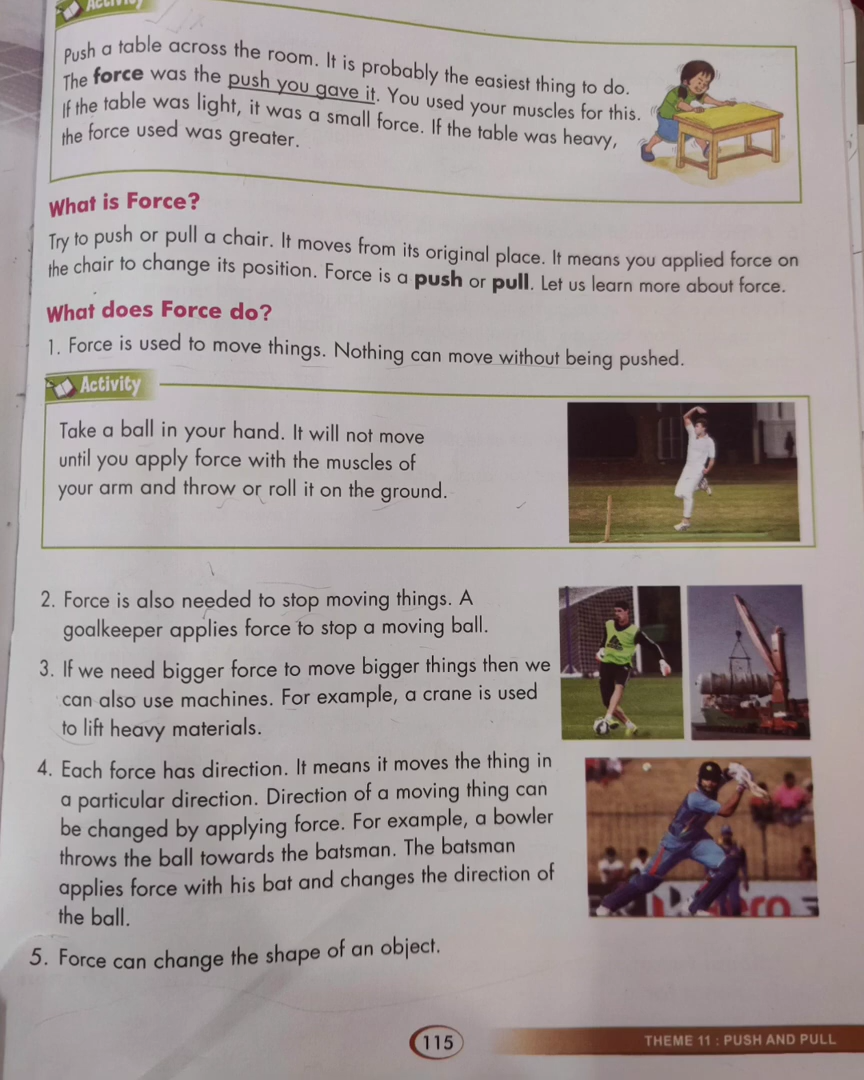 Activity
Push a table across the room. It is probably the easiest thing to do.
The force was the push you gave it. You used your muscles for this.
If the table was light, it was a small force. If the table was heavy,
the force used was greater.
What is Force?
Try to push or pull a chair. It moves from its original place. It means you applied force on
the chair to change its position. Force is a push or pull. Let us learn more about force.
What does Force do?
1. Force is used to move things. Nothing can move without being pushed.
Activity
Take a ball in your hand. It will not move
until you apply force with the muscles of
your arm and throw or roll it on the ground.
2. Force is also needed to stop moving things. A
goalkeeper applies force to stop a moving ball.
3. If we need bigger force to move bigger things then we
can also use machines. For example, a crane is used
to lift heavy materials.
4. Each force has direction. It means it moves the thing in
a particular direction. Direction of a moving thing can
be changed by applying force. For example, a bowler
throws the ball towards the batsman. The batsman
applies force with his bat and changes the direction of
the ball.
5. Force can change the shape of an object.
115
THEME 11 : PUSH AND PULL